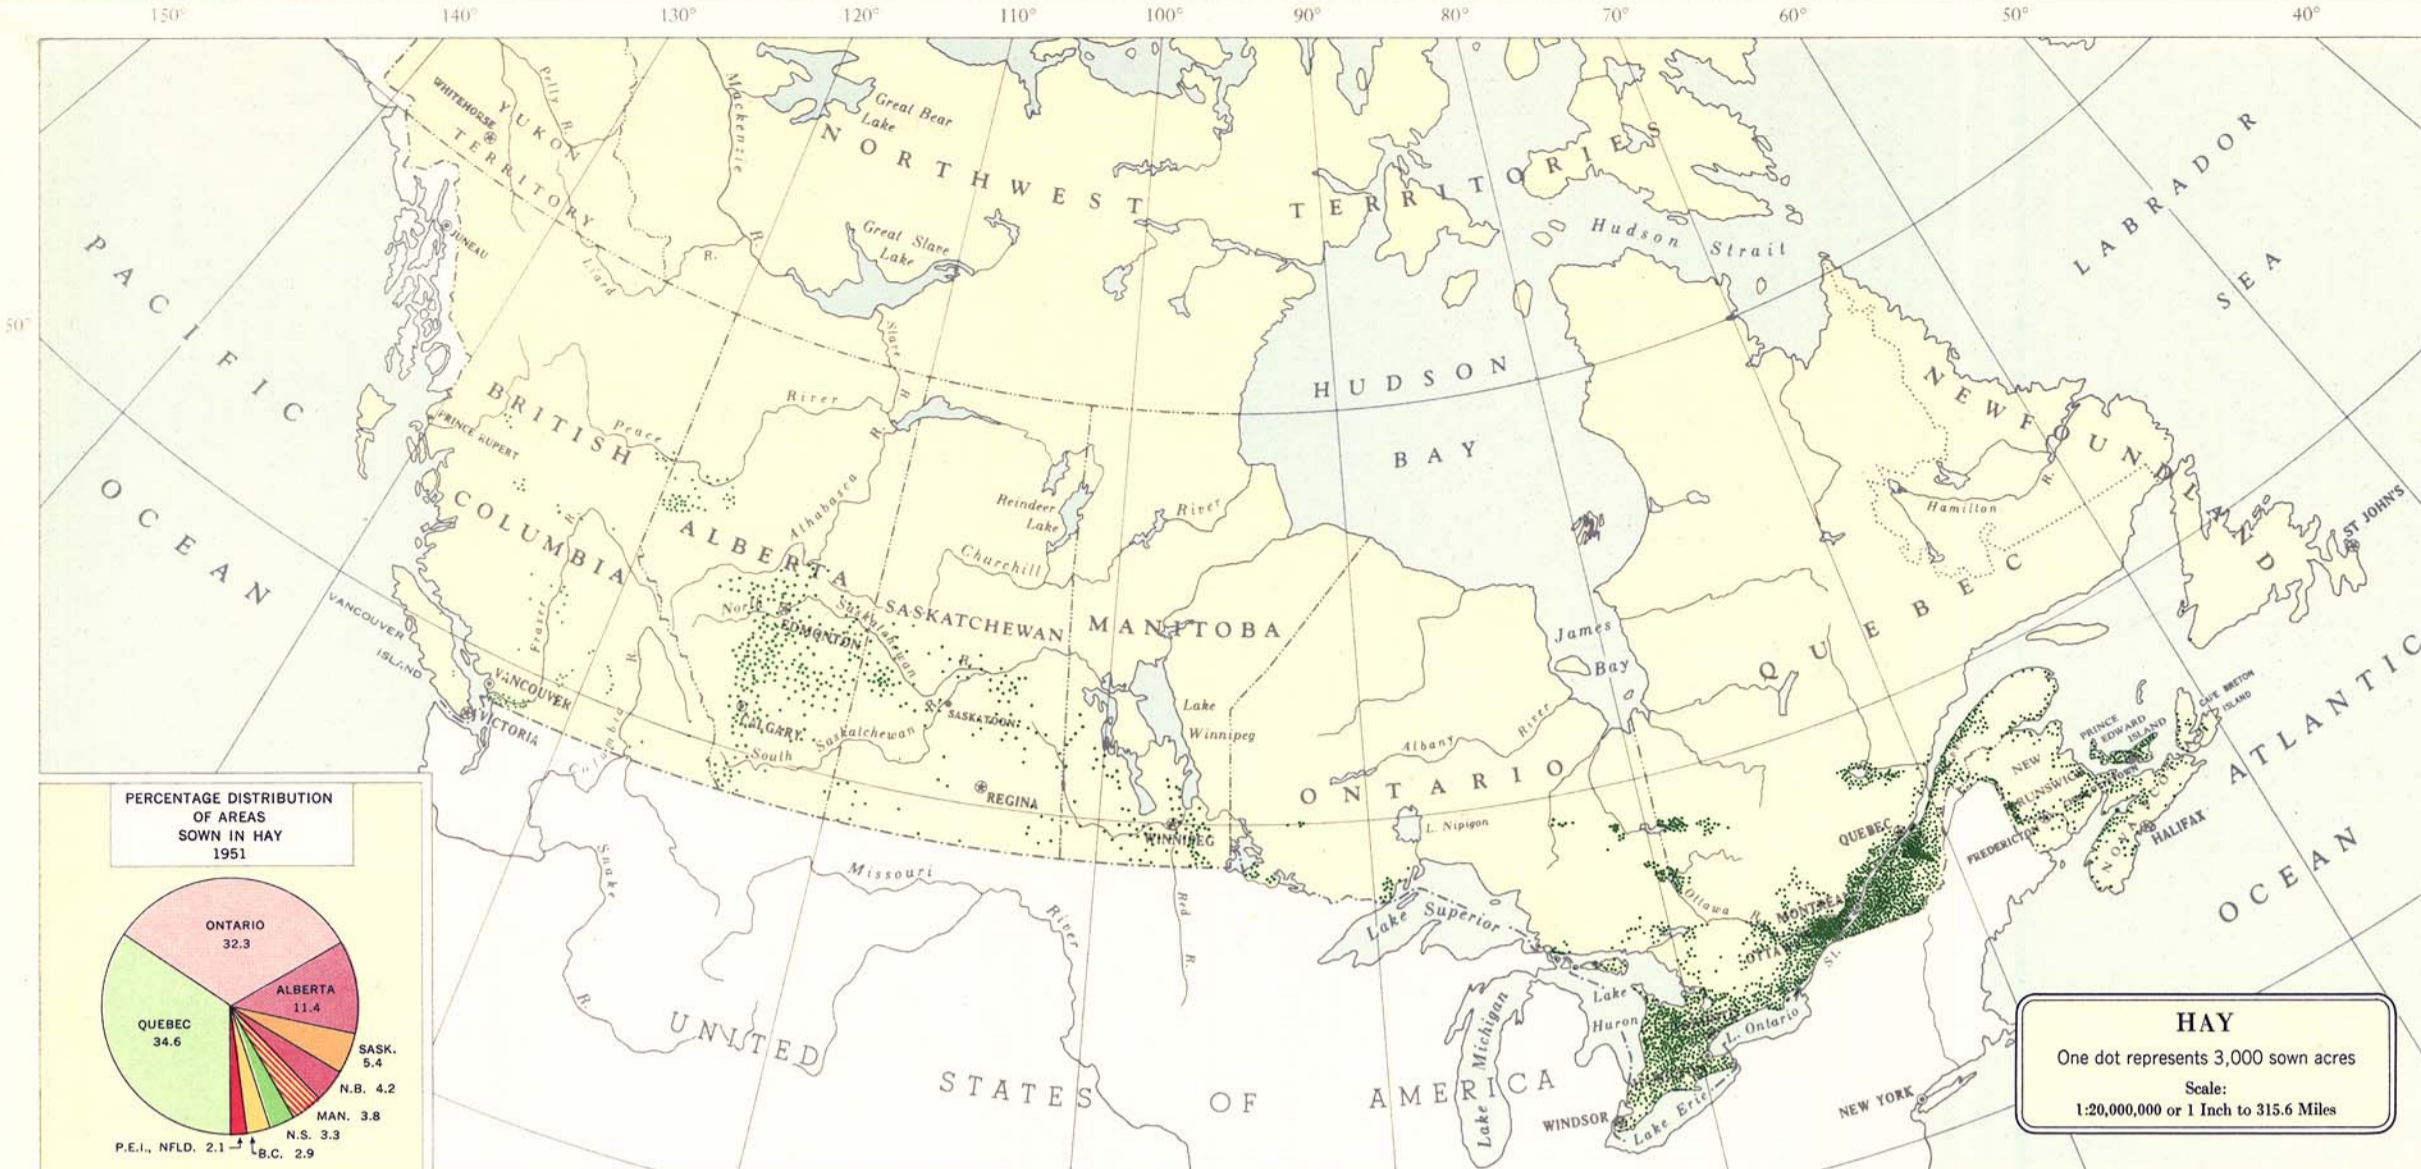 150° 140° 130° 120° 110° 100° 90° 80° 70° 60° 50° 40°
50°
WHITEHORSE
YUKON
TERRITORY
Pelly R.
Mackenzie
R.
Great Bear
Lake
NORTHWEST TERRITORIES
Great Slave
Lake
JUNEAU
Liard
R.
Slave
R.
Hudson Strait
LABRADOR
SEA
PACIFIC
OCEAN
BRITISH
COLUMBIA
PRINCE RUPERT
Peace
River
R.
ALBERTA
Athabasca
Reindeer
Lake
River
Churchill
HUDSON
BAY
NEWFOUNDLAND
Hamilton
R.
ST JOHN'S
QUEBEC
VANCOUVER
ISLAND
Fraser
R.
VANCOUVER
VICTORIA
Columbia
R.
North
Saskatchewan
R.
EDMONTON
CALGARY
South
Saskatchewan
R.
SASKATCHEWAN
SASKATOON
REGINA
MANITOBA
Lake
Winnipeg
WINNIPEG
James
Bay
Albany
River
ONTARIO
L. Nipigon
Ottawa
R.
QUEBEC
MONTREAL
OTTAWA
St.
PRINCE
EDWARD
ISLAND
CAPE BRETON
ISLAND
NEW
BRUNSWICK
FREDERICTON
NOVA
HALIFAX
ATLANTIC
OCEAN
Snake
R.
Missouri
River
Red
R.
Lake Superior
Lake Michigan
Lake
Huron
L. Ontario
Lake Erie
WINDSOR
NEW YORK
UNITED
STATES OF AMERICA
PERCENTAGE DISTRIBUTION
OF AREAS
SOWN IN HAY
1951
ONTARIO
32.3
ALBERTA
11.4
QUEBEC
34.6
SASK.
5.4
N.B. 4.2
MAN. 3.8
N.S. 3.3
B.C. 2.9
P.E.I., NFLD. 2.1
HAY
One dot represents 3,000 sown acres
Scale:
1:20,000,000 or 1 Inch to 315.6 Miles